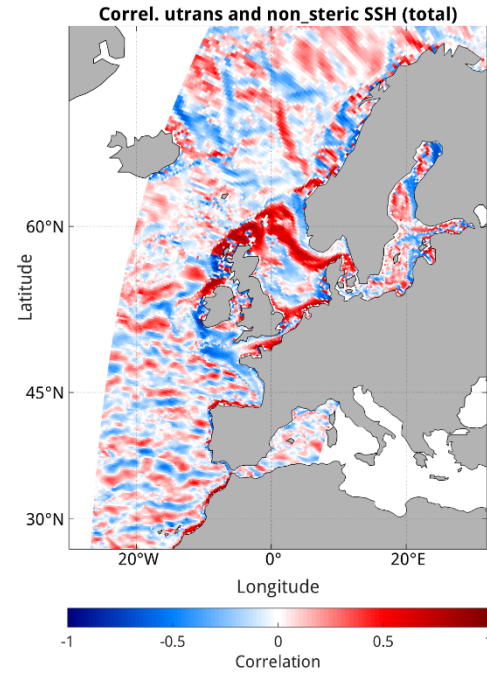 Correl. utrans and non_steric SSH (total)
60°N
45°N
30°N
Latitude
20°W
0°
20°E
Longitude
-1
-0.5
0
0.5
1
Correlation